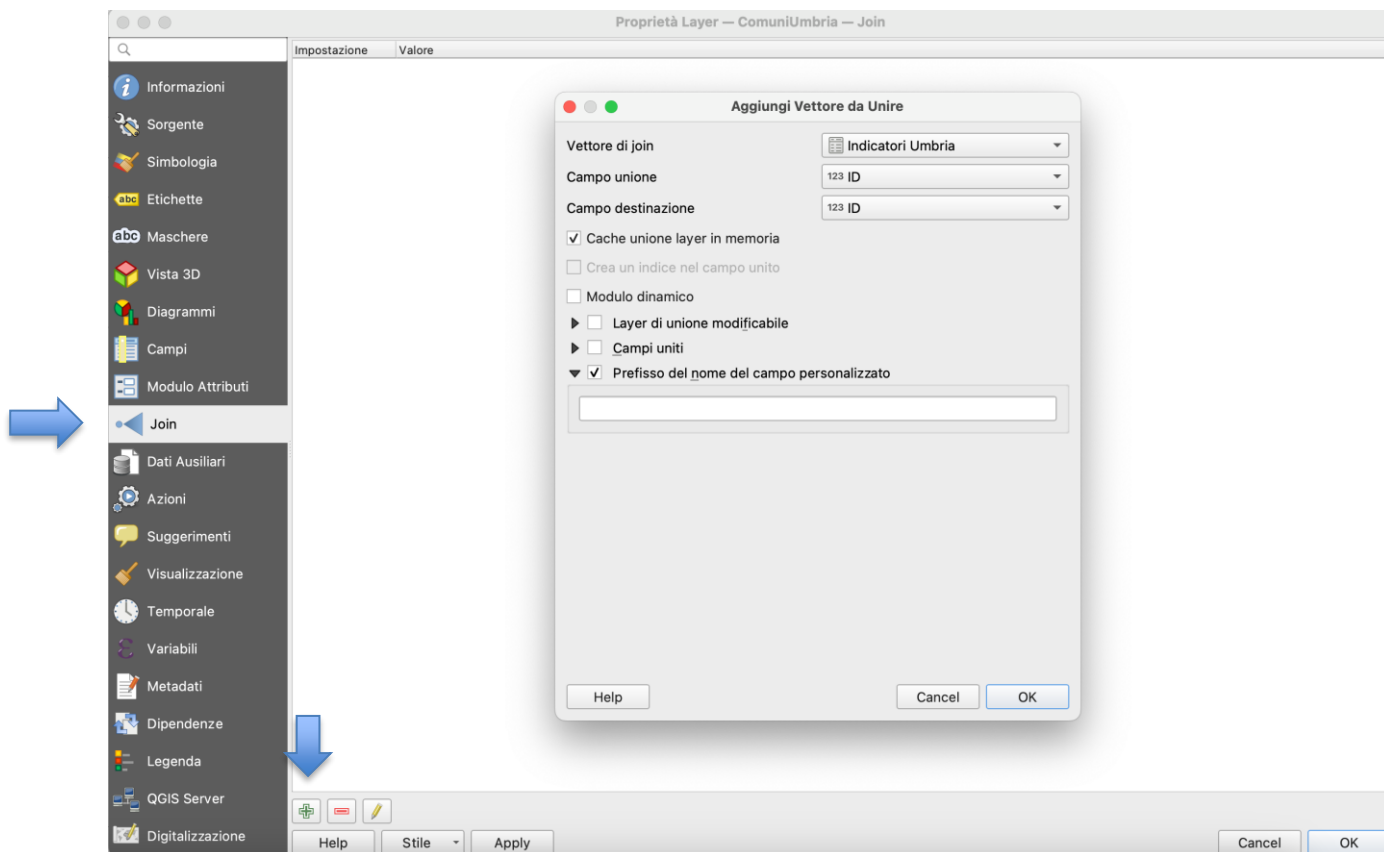 Proprietà Layer — ComuniUmbria — Join
Impostazione Valore
Informazioni
Sorgente
Simbologia
abc Etichette
abc Maschere
Vista 3D
Diagrammi
Campi
Modulo Attributi
Join
Dati Ausiliari
Azioni
Suggerimenti
Visualizzazione
Temporale
Variabili
Metadati
Dipendenze
Legenda
QGIS Server
Digitalizzazione
Aggiungi Vettore da Unire
Vettore di join Indicatori Umbria
Campo unione 123 ID
Campo destinazione 123 ID
Cache unione layer in memoria
Crea un indice nel campo unito
Modulo dinamico
Layer di unione modificabile
Campi uniti
Prefisso del nome del campo personalizzato
Help Cancel OK
Help Stile Apply Cancel OK